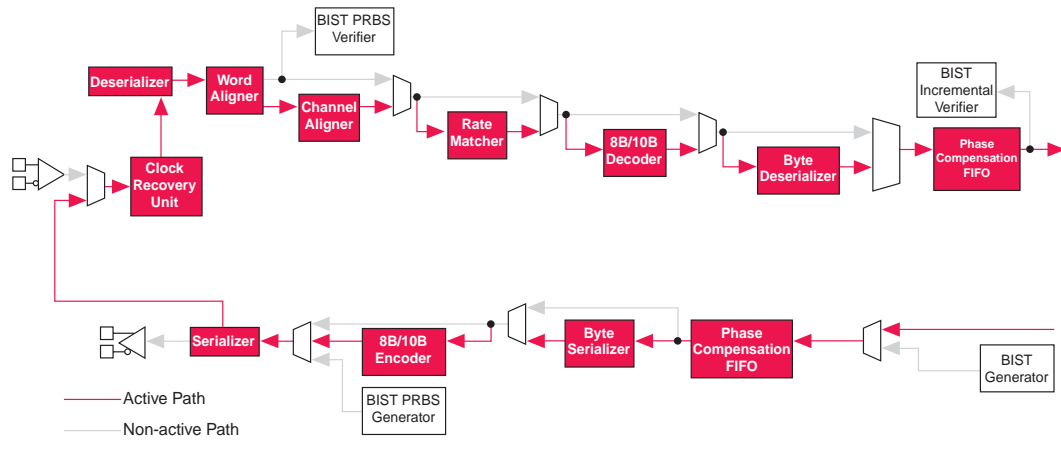 BIST PRBS
Verifier
Deserializer
Word
Aligner
Channel
Aligner
Rate
Matcher
8B/10B
Decoder
Byte
Deserializer
BIST
Incremental
Verifier
Phase
Compensation
FIFO
Clock
Recovery
Unit
Serializer
8B/10B
Encoder
Byte
Serializer
Phase
Compensation
FIFO
BIST
Generator
BIST PRBS
Generator
Active Path
Non-active Path